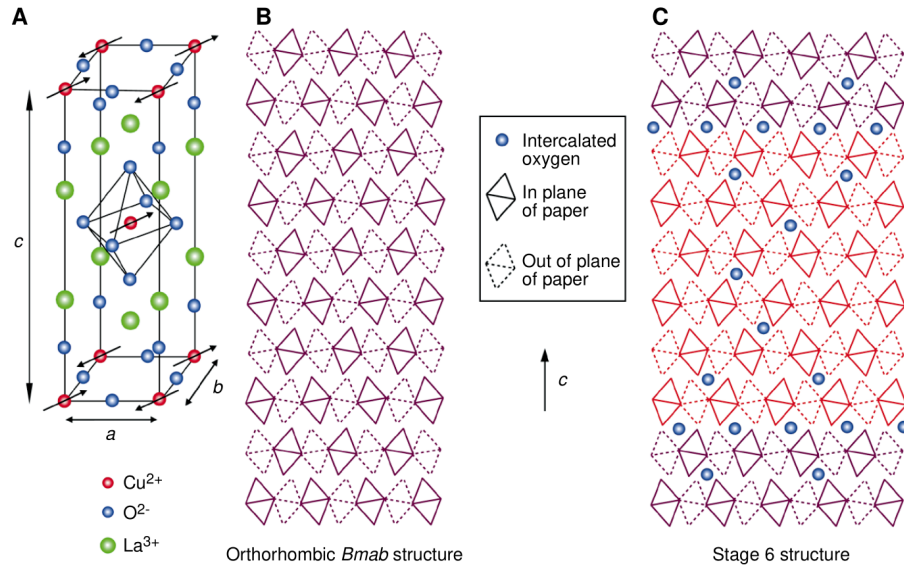 A
B
C
c
a
b
Cu2+
O2-
La3+
Intercalated
oxygen
In plane
of paper
Out of plane
of paper
c
Orthorhombic Bmab structure
Stage 6 structure